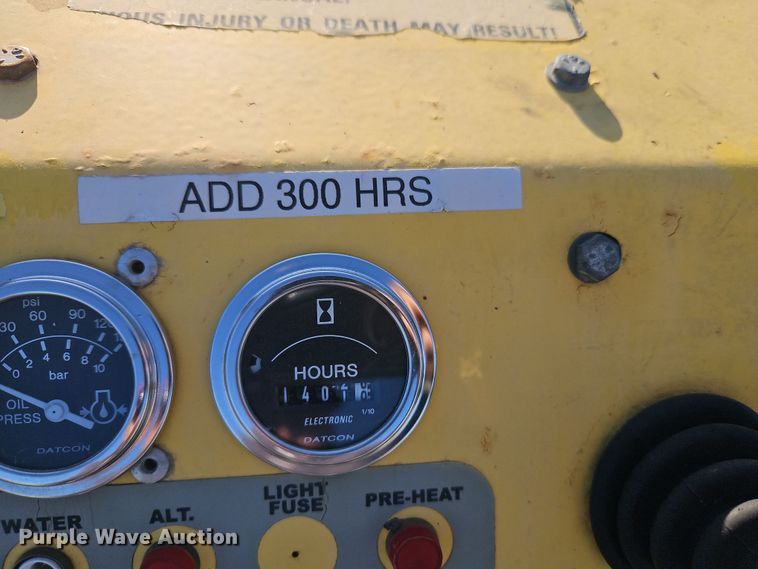 OUS INJURY OR DEATH MAY RESULT!
ADD 300 HRS
psi
30 60 90 120
0 2 4 6 8 10
bar
OIL
PRESS
DATCON
HOURS
ELECTRONIC 1/10
DATCON
WATER
ALT.
LIGHT
FUSE
PRE-HEAT
Purple Wave Auction